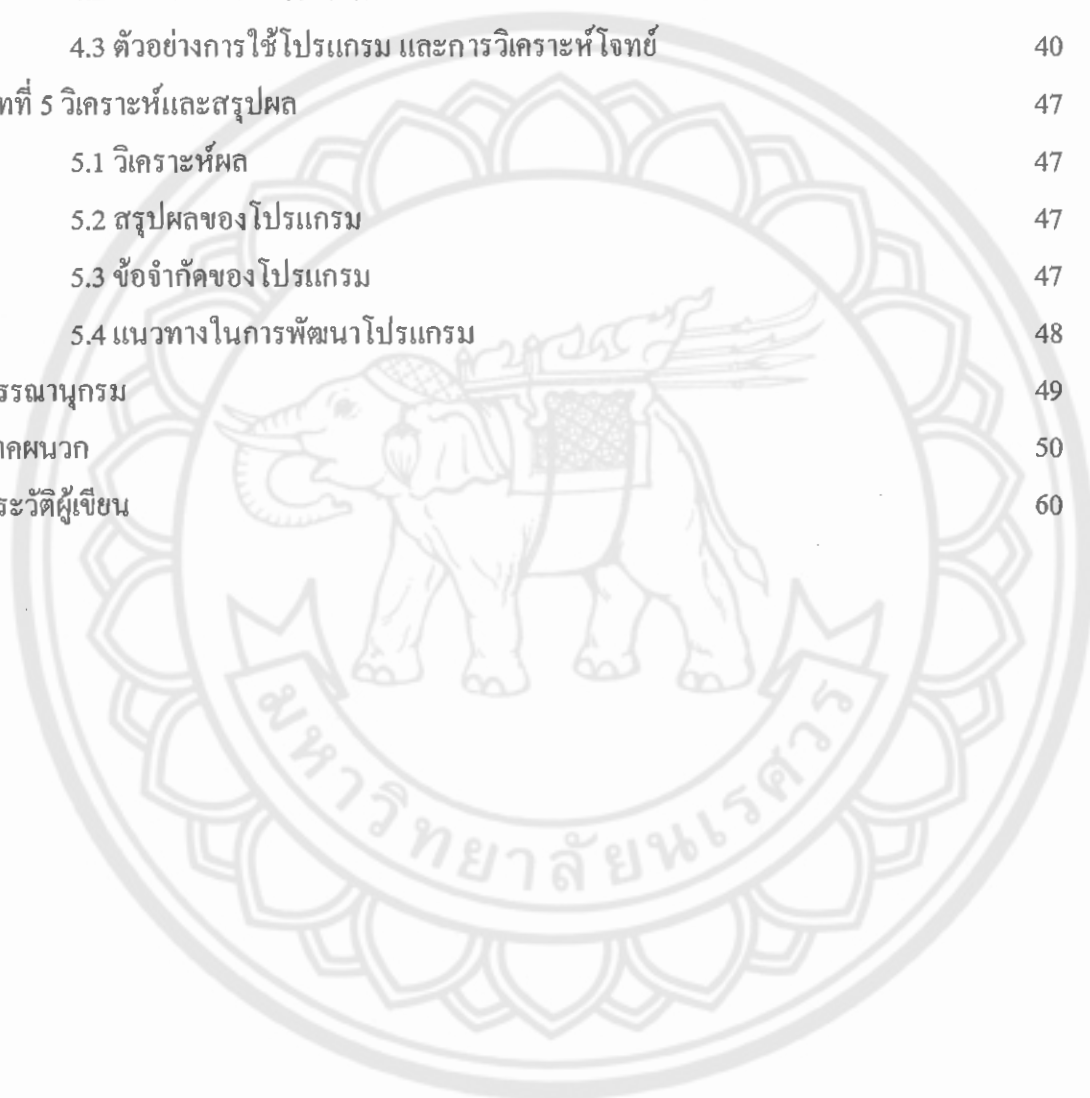 4.3 ตัวอย่างการใช้โปรแกรม และการวิเคราะห์โจทย์ 40
ทที่ 5 วิเคราะห์และสรุปผล 47
5.1 วิเคราะห์ผล 47
5.2 สรุปผลของโปรแกรม 47
5.3 ข้อจำกัดของโปรแกรม 47
5.4 แนวทางในการพัฒนาโปรแกรม 48
รรณานุกรม 49
าคผนวก 50
ระวัติผู้เขียน 60
มหาวิทยาลัยนเรศวร